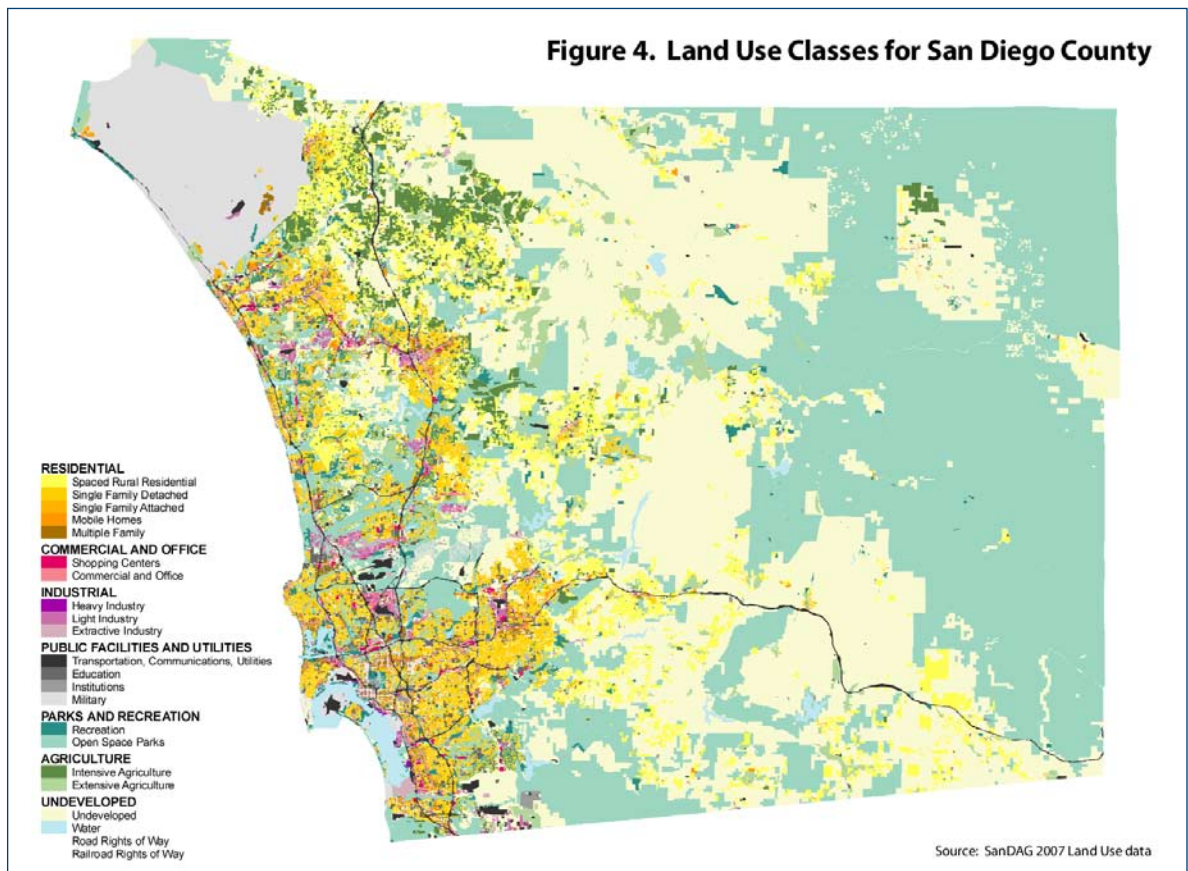 Figure 4. Land Use Classes for San Diego County
RESIDENTIAL
Spaced Rural Residential
Single Family Detached
Single Family Attached
Mobile Homes
Multiple Family
COMMERCIAL AND OFFICE
Shopping Centers
Commercial and Office
INDUSTRIAL
Heavy Industry
Light Industry
Extractive Industry
PUBLIC FACILITIES AND UTILITIES
Transportation, Communications, Utilities
Education
Institutions
Military
PARKS AND RECREATION
Recreation
Open Space Parks
AGRICULTURE
Intensive Agriculture
Extensive Agriculture
UNDEVELOPED
Undeveloped
Water
Road Rights of Way
Railroad Rights of Way
Source: SanDAG 2007 Land Use data